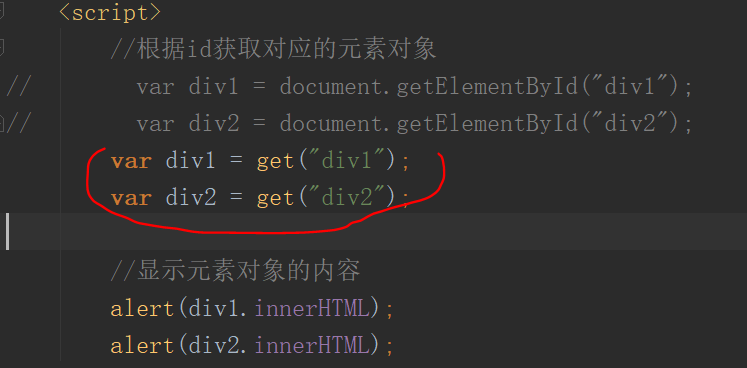 <script>
//根据id获取对应的元素对象
// var div1 = document.getElementById("div1");
// var div2 = document.getElementById("div2");
var div1 = get("div1");
var div2 = get("div2");
//显示元素对象的内容
alert(div1.innerHTML);
alert(div2.innerHTML);